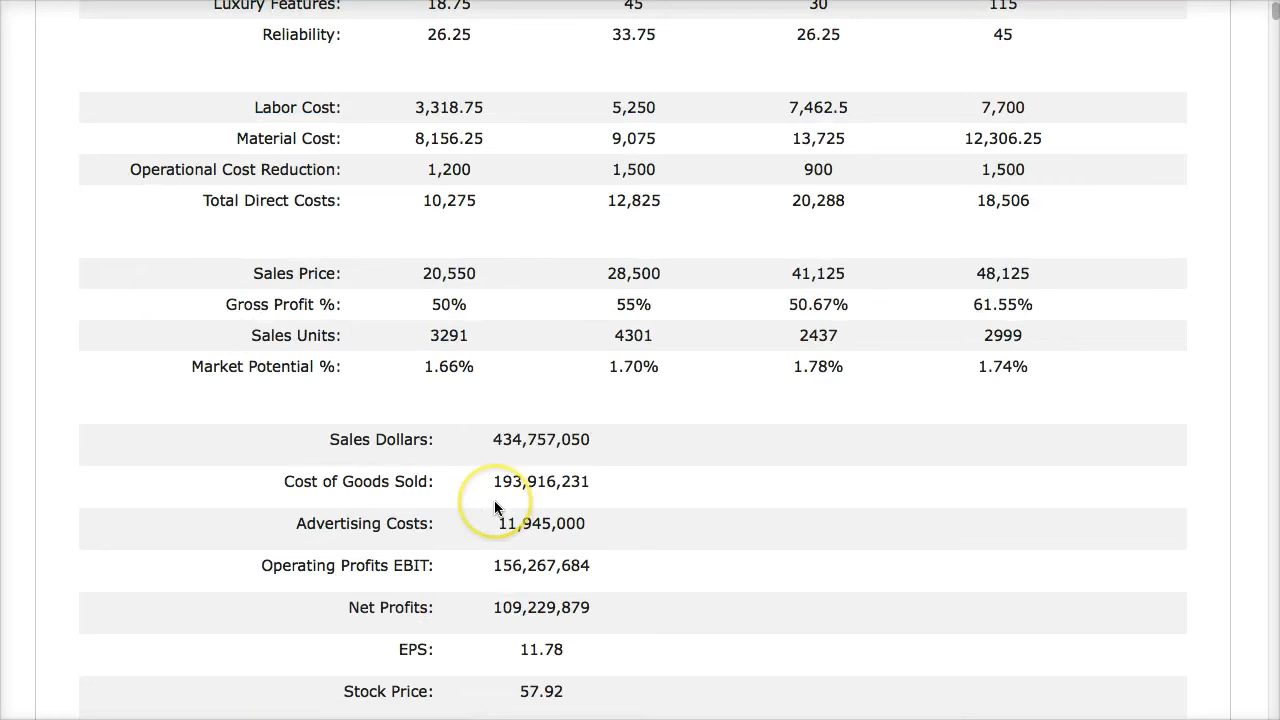 Luxury Features: 18.75 45 30 115
Reliability: 26.25 33.75 26.25 45
Labor Cost: 3,318.75 5,250 7,462.5 7,700
Material Cost: 8,156.25 9,075 13,725 12,306.25
Operational Cost Reduction: 1,200 1,500 900 1,500
Total Direct Costs: 10,275 12,825 20,288 18,506
Sales Price: 20,550 28,500 41,125 48,125
Gross Profit %: 50% 55% 50.67% 61.55%
Sales Units: 3291 4301 2437 2999
Market Potential %: 1.66% 1.70% 1.78% 1.74%
Sales Dollars: 434,757,050
Cost of Goods Sold: 193,916,231
Advertising Costs: 11,945,000
Operating Profits EBIT: 156,267,684
Net Profits: 109,229,879
EPS: 11.78
Stock Price: 57.92